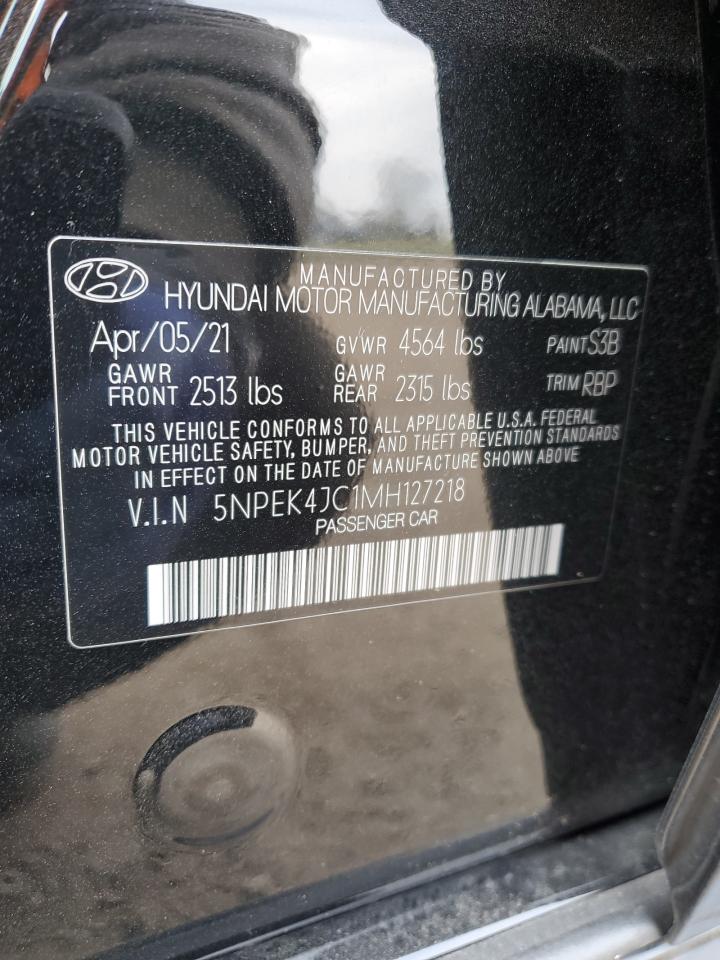 MANUFACTURED BY
HYUNDAI MOTOR MANUFACTURING ALABAMA, LLC
Apr/05/21 GVWR 4564 lbs PAINT S3B
GAWR FRONT 2513 lbs GAWR REAR 2315 lbs TRIM RBP
THIS VEHICLE CONFORMS TO ALL APPLICABLE U.S.A. FEDERAL
MOTOR VEHICLE SAFETY, BUMPER, AND THEFT PREVENTION STANDARDS
IN EFFECT ON THE DATE OF MANUFACTURE SHOWN ABOVE
V.I.N 5NPEK4JC1MH127218
PASSENGER CAR